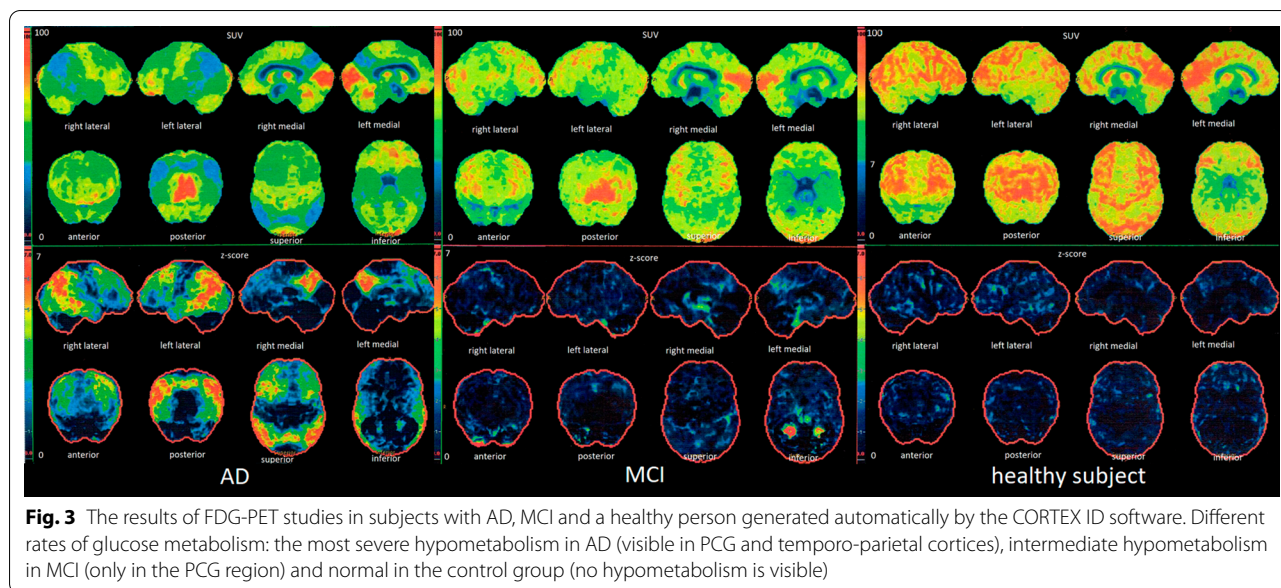 100 SUV 100 SUV 100 SUV
right lateral left lateral right medial left medial right lateral left lateral right medial left medial right lateral left lateral right medial left medial
7
0 anterior posterior superior inferior 0 anterior posterior superior inferior 0 anterior posterior superior inferior
7 z-score 7 z-score z-score
right lateral left lateral right medial left medial right lateral left lateral right medial left medial right lateral left lateral right medial left medial
0 anterior posterior superior inferior 0 anterior posterior superior inferior 0 anterior posterior superior inferior
AD MCI healthy subject
Fig. 3 The results of FDG-PET studies in subjects with AD, MCI and a healthy person generated automatically by the CORTEX ID software. Different
rates of glucose metabolism: the most severe hypometabolism in AD (visible in PCG and temporo-parietal cortices), intermediate hypometabolism
in MCI (only in the PCG region) and normal in the control group (no hypometabolism is visible)